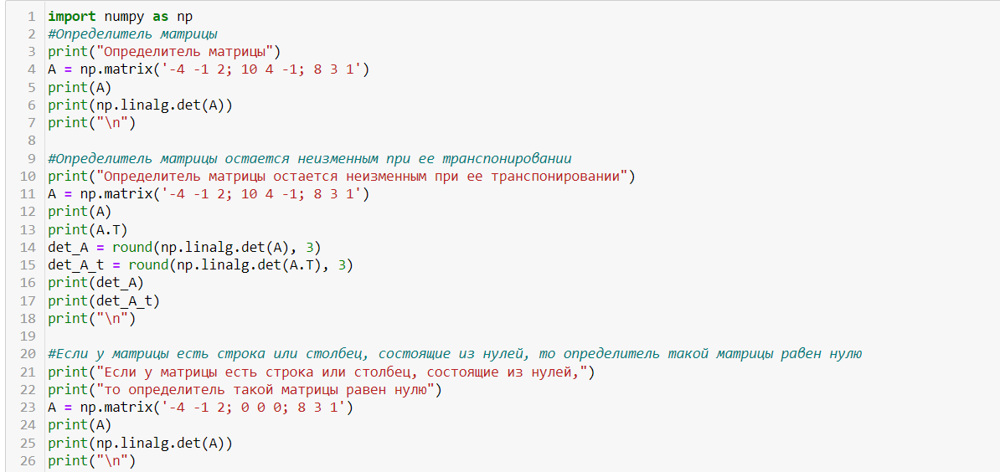 1 import numpy as np
2 #Определитель матрицы
3 print("Определитель матрицы")
4 A = np.matrix('-4 -1 2; 10 4 -1; 8 3 1')
5 print(A)
6 print(np.linalg.det(A))
7 print("\n")
8
9 #Определитель матрицы остается неизменным при ее транспонировании
10 print("Определитель матрицы остается неизменным при ее транспонировании")
11 A = np.matrix('-4 -1 2; 10 4 -1; 8 3 1')
12 print(A)
13 print(A.T)
14 det_A = round(np.linalg.det(A), 3)
15 det_A_t = round(np.linalg.det(A.T), 3)
16 print(det_A)
17 print(det_A_t)
18 print("\n")
19
20 #Если у матрицы есть строка или столбец, состоящие из нулей, то определитель такой матрицы равен нулю
21 print("Если у матрицы есть строка или столбец, состоящие из нулей,")
22 print("то определитель такой матрицы равен нулю")
23 A = np.matrix('-4 -1 2; 0 0 0; 8 3 1')
24 print(A)
25 print(np.linalg.det(A))
26 print("\n")